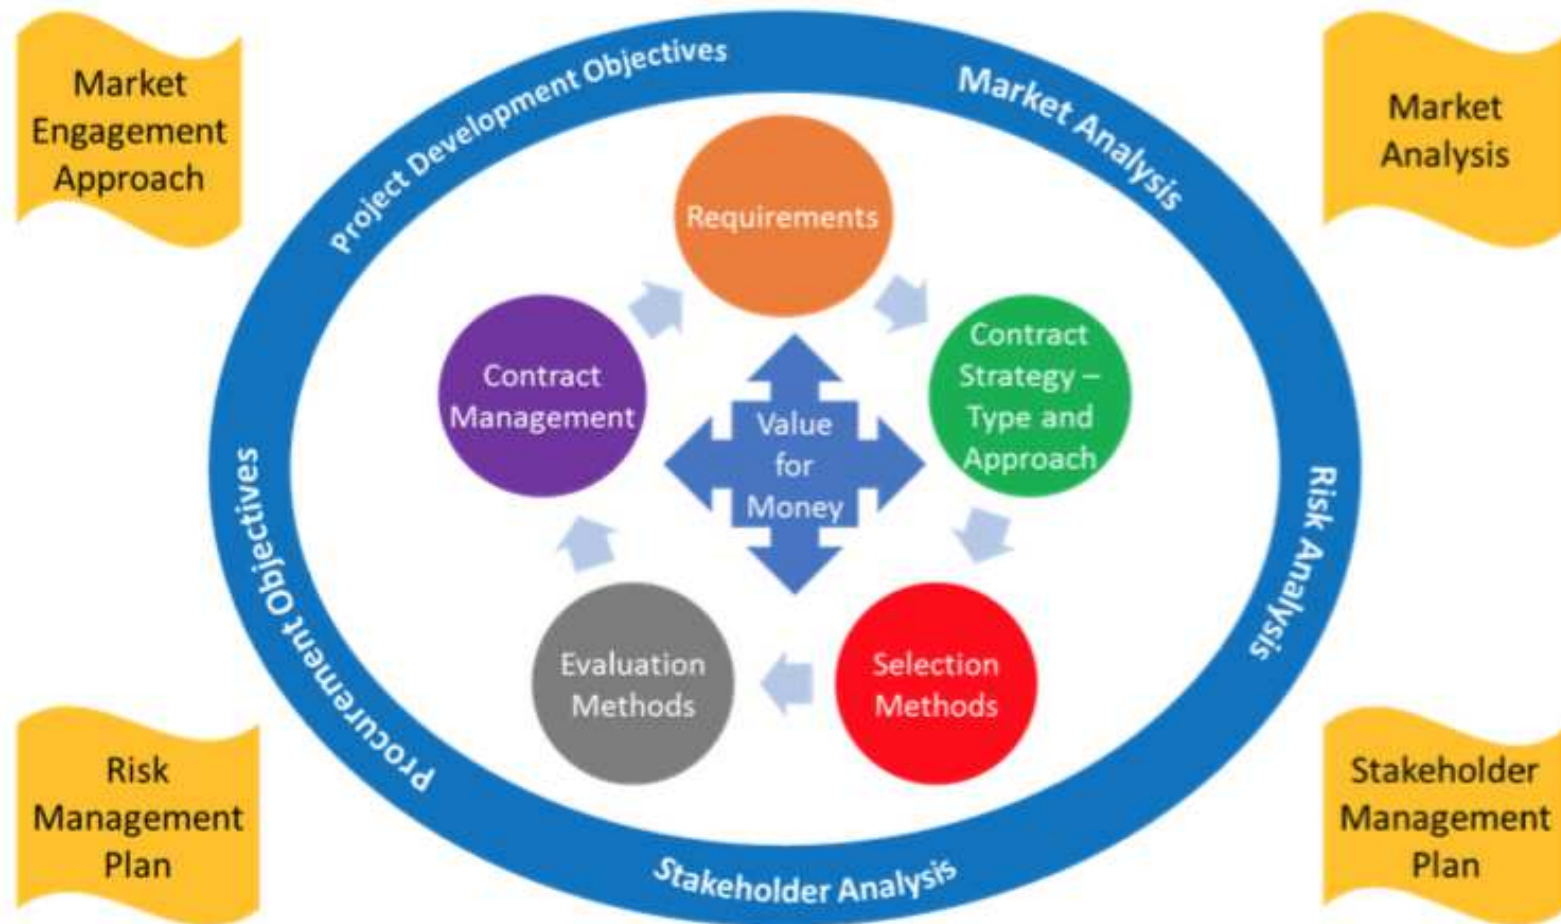 Market
Engagement
Approach
Project Development Objectives
Market Analysis
Market
Analysis
Requirements
Contract
Management
Value
for
Money
Contract
Strategy –
Type and
Approach
Procurement Objectives
Risk Analysis
Evaluation
Methods
Selection
Methods
Stakeholder Analysis
Risk
Management
Plan
Stakeholder
Management
Plan